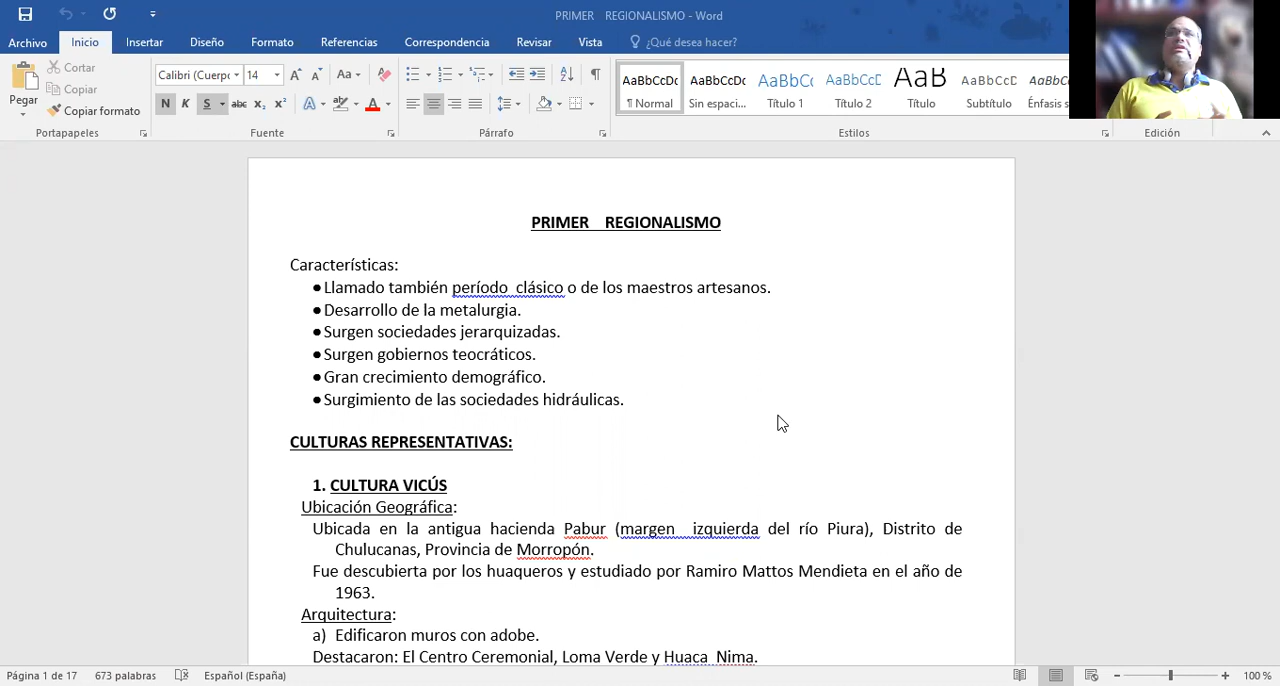 PRIMER REGIONALISMO - Word
Archivo Inicio Insertar Diseño Formato Referencias Correspondencia Revisar Vista ¿Qué desea hacer?
Pegar
Cortar
Copiar
Copiar formato
Portapapeles
Calibri (Cuerpo 14
Aa
N K S abc x₂ x² A A
Fuente
Párrafo
AaBbCcDc AaBbCcDc AaBbC AaBbCcD AaB AaBbCcD
¶ Normal Sin espaci... Título 1 Título 2 Título Subtítulo Énfasis
Estilos
Edición
PRIMER REGIONALISMO
Características:
● Llamado también período clásico o de los maestros artesanos.
● Desarrollo de la metalurgia.
● Surgen sociedades jerarquizadas.
● Surgen gobiernos teocráticos.
● Gran crecimiento demográfico.
● Surgimiento de las sociedades hidráulicas.
CULTURAS REPRESENTATIVAS:
1. CULTURA VICÚS
Ubicación Geográfica:
Ubicada en la antigua hacienda Pabur (margen izquierda del río Piura), Distrito de
Chulucanas, Provincia de Morropón.
Fue descubierta por los huaqueros y estudiado por Ramiro Mattos Mendieta en el año de
1963.
Arquitectura:
a) Edificaron muros con adobe.
Destacaron: El Centro Ceremonial, Loma Verde y Huaca Nima.
Página 1 de 17 673 palabras Español (España) 100 %